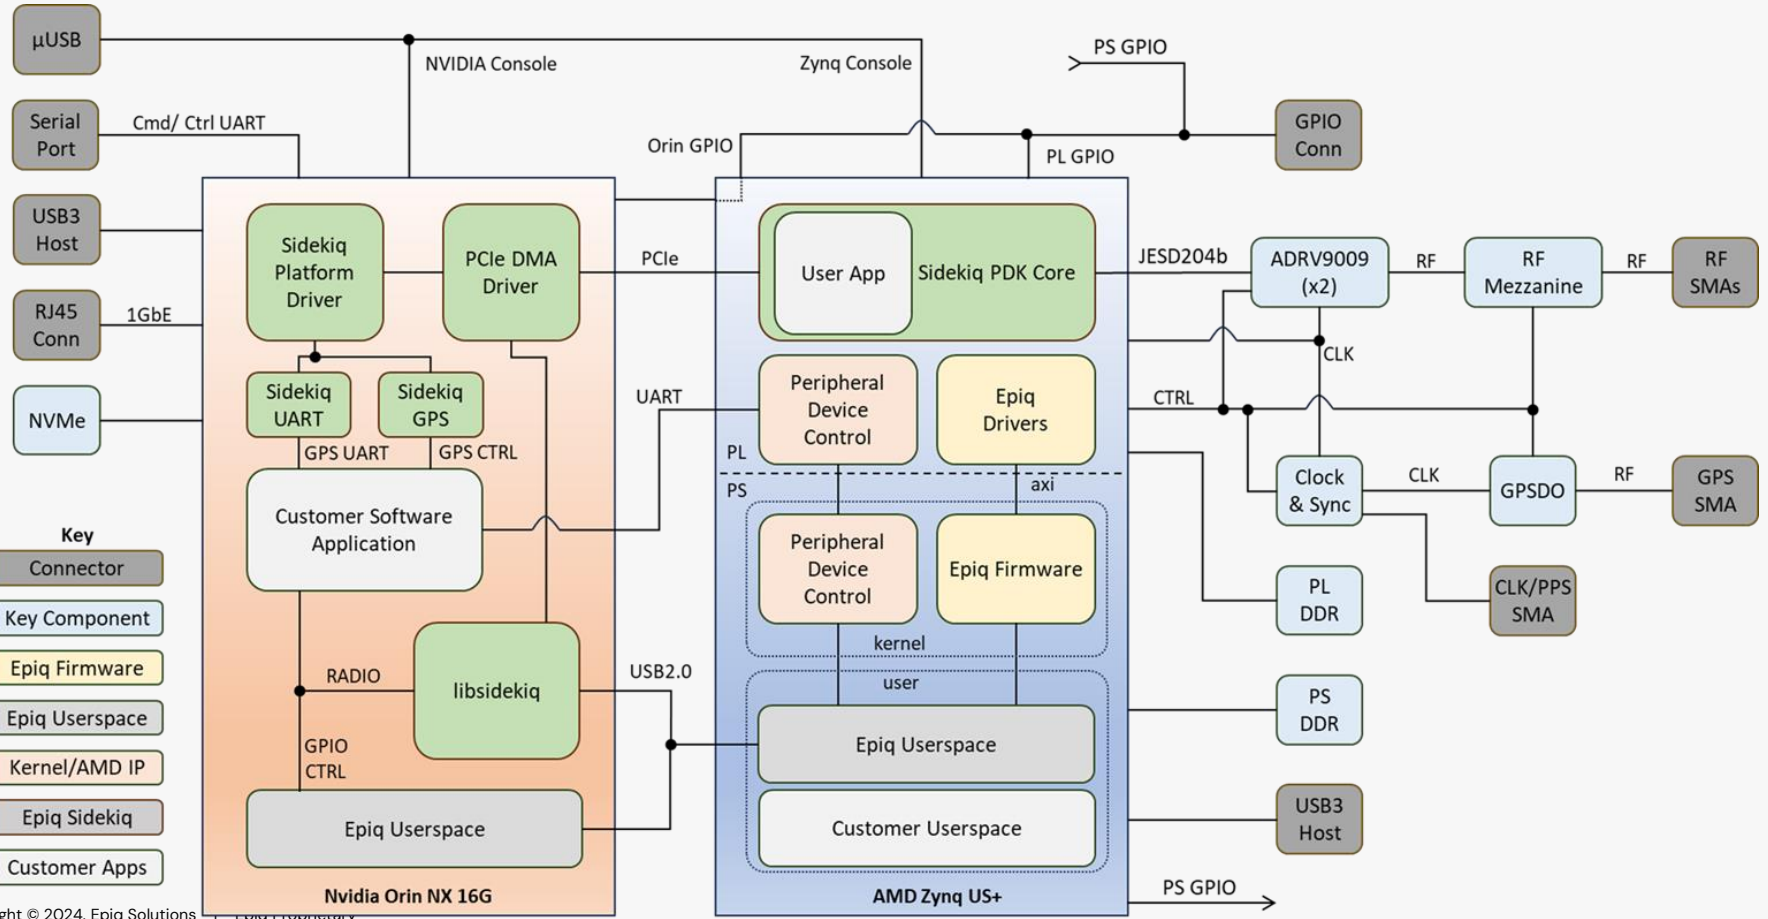 µUSB
NVIDIA Console
Zynq Console
PS GPIO
Serial
Port
Cmd/ Ctrl UART
Orin GPIO
PL GPIO
GPIO
Conn
USB3
Host
RJ45
Conn
1GbE
NVMe
Sidekiq
Platform
Driver
PCIe DMA
Driver
PCIe
User App
Sidekiq PDK Core
JESD204b
ADRV9009
(x2)
RF
RF
Mezzanine
RF
RF
SMAs
CLK
Sidekiq
UART
Sidekiq
GPS
GPS UART
GPS CTRL
UART
Peripheral
Device
Control
Epiq
Drivers
CTRL
PL
PS
axi
Customer Software
Application
Clock
& Sync
CLK
GPSDO
RF
GPS
SMA
Peripheral
Device
Control
Epiq Firmware
kernel
PL
DDR
CLK/PPS
SMA
RADIO
libsidekiq
USB2.0
user
PS
DDR
GPIO
CTRL
Epiq Userspace
Epiq Userspace
Customer Userspace
USB3
Host
Nvidia Orin NX 16G
AMD Zynq US+
PS GPIO
Key
Connector
Key Component
Epiq Firmware
Epiq Userspace
Kernel/AMD IP
Epiq Sidekiq
Customer Apps
ght © 2024, Epiq Solutions | Epiq Proprietary